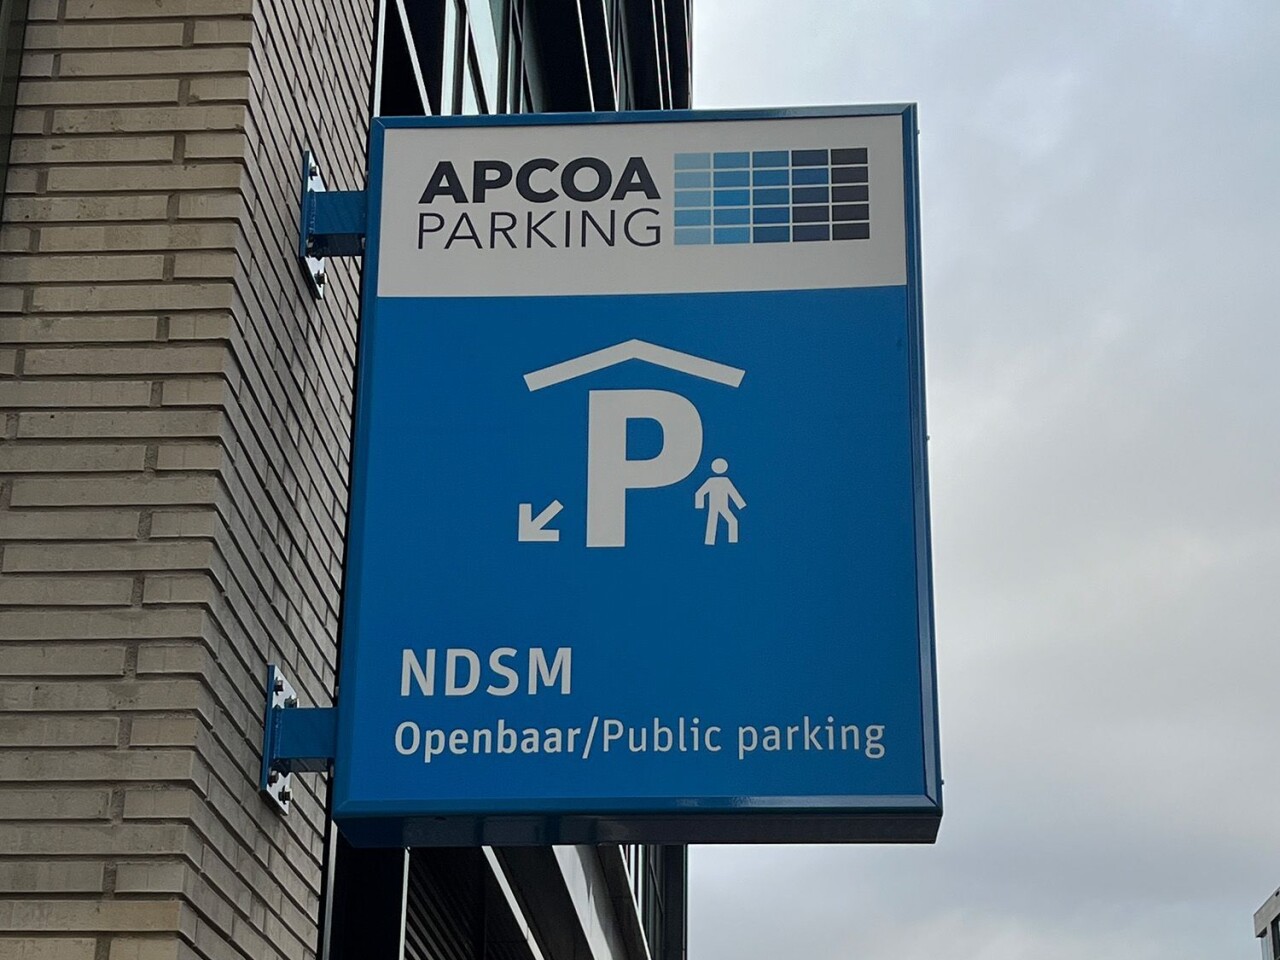 APCOA
PARKING
P
NDSM
Openbaar/Public parking